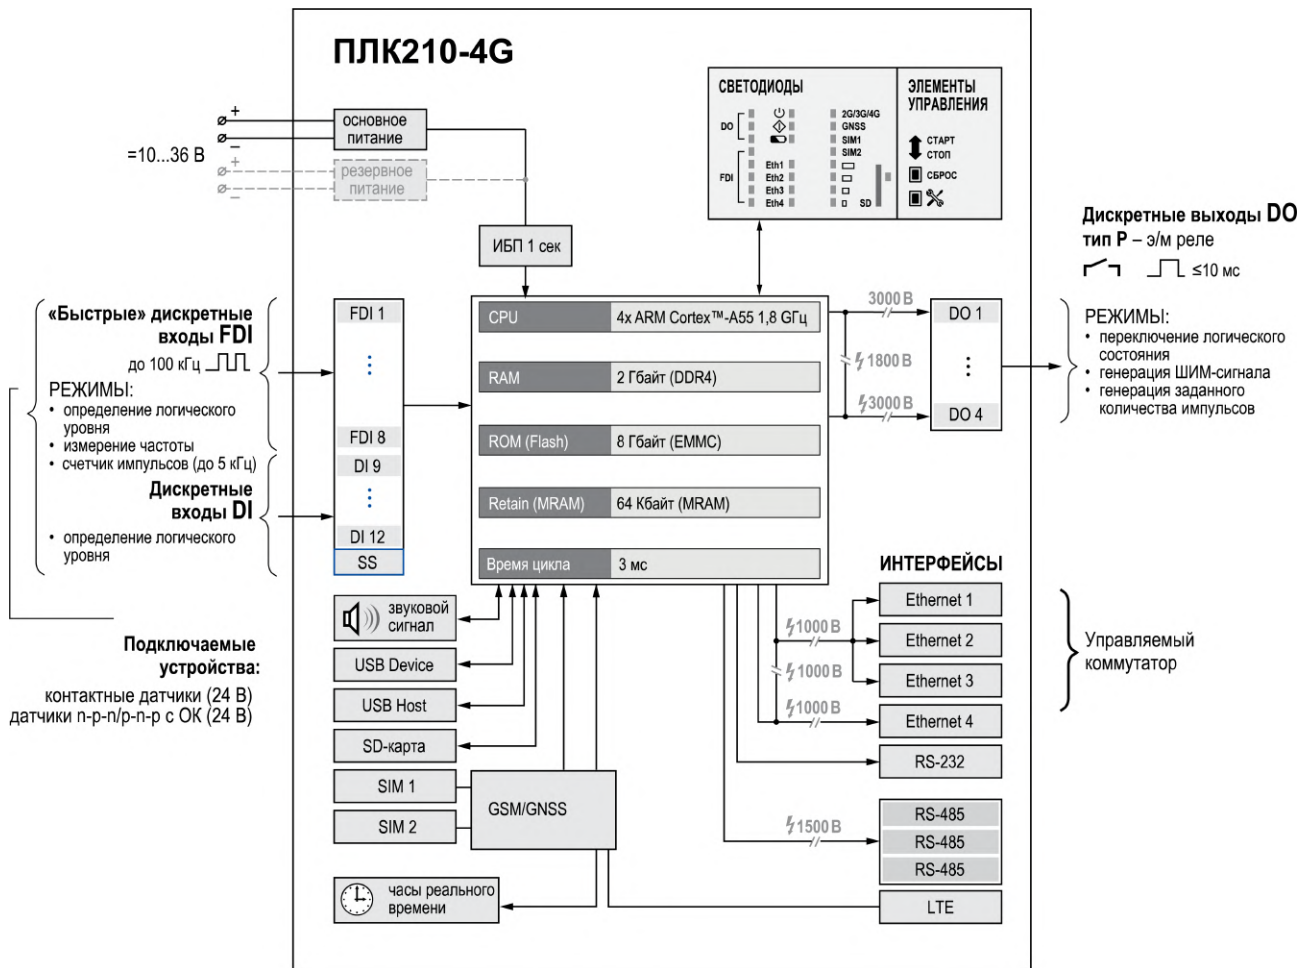 ПЛК210-4G
СВЕТОДИОДЫ
DO
FDI
Eth1
Eth2
Eth3
Eth4
2G/3G/4G
GNSS
SIM1
SIM2
SD
ЭЛЕМЕНТЫ
УПРАВЛЕНИЯ
СТАРТ
СТОП
СБРОС
+
–
=10...36 В
+
–
основное
питание
резервное
питание
ИБП 1 сек
«Быстрые» дискретные
входы FDI
до 100 кГц
РЕЖИМЫ:
• определение логического
уровня
• измерение частоты
• счетчик импульсов (до 5 кГц)
Дискретные
входы DI
• определение логического
уровня
Подключаемые
устройства:
контактные датчики (24 В)
датчики n-p-n/p-n-p с ОК (24 В)
FDI 1
FDI 8
DI 9
DI 12
SS
CPU 4x ARM Cortex™-A55 1,8 ГГц
RAM 2 Гбайт (DDR4)
ROM (Flash) 8 Гбайт (EMMC)
Retain (MRAM) 64 Кбайт (MRAM)
Время цикла 3 мс
3000 В
1800 В
3000 В
DO 1
DO 4
Дискретные выходы DO
тип Р – э/м реле
≤10 мс
РЕЖИМЫ:
• переключение логического
состояния
• генерация ШИМ-сигнала
• генерация заданного
количества импульсов
звуковой
сигнал
USB Device
USB Host
SD-карта
SIM 1
SIM 2
GSM/GNSS
часы реального
времени
1000 В
1000 В
1000 В
1500 В
ИНТЕРФЕЙСЫ
Ethernet 1
Ethernet 2
Ethernet 3
Ethernet 4
RS-232
RS-485
RS-485
RS-485
LTE
Управляемый
коммутатор